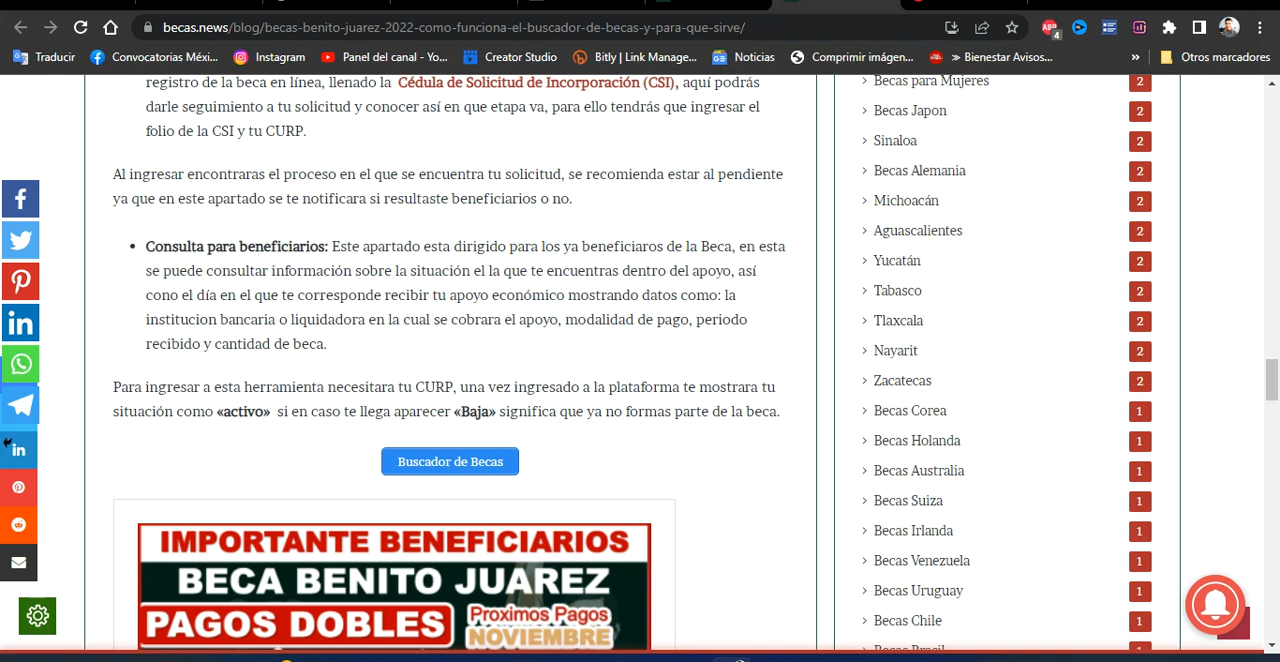 becas.news/blog/becas-benito-juarez-2022-como-funciona-el-buscador-de-becas-y-para-que-sirve/
ABP
4
Traducir
Convocatorias Méxi...
Instagram
Panel del canal - Yo...
Creator Studio
Bitly | Link Manage...
Noticias
Comprimir imágen...
≫ Bienestar Avisos...
»
Otros marcadores
registro de la beca en línea, llenado la Cédula de Solicitud de Incorporación (CSI), aquí podrás
darle seguimiento a tu solicitud y conocer así en que etapa va, para ello tendrás que ingresar el
folio de la CSI y tu CURP.
Al ingresar encontraras el proceso en el que se encuentra tu solicitud, se recomienda estar al pendiente
ya que en este apartado se te notificara si resultaste beneficiarios o no.
• Consulta para beneficiarios: Este apartado esta dirigido para los ya beneficiaros de la Beca, en esta
se puede consultar información sobre la situación el la que te encuentras dentro del apoyo, así
cono el día en el que te corresponde recibir tu apoyo económico mostrando datos como: la
institucion bancaria o liquidadora en la cual se cobrara el apoyo, modalidad de pago, periodo
recibido y cantidad de beca.
Para ingresar a esta herramienta necesitara tu CURP, una vez ingresado a la plataforma te mostrara tu
situación como «activo» si en caso te llega aparecer «Baja» significa que ya no formas parte de la beca.
Buscador de Becas
IMPORTANTE BENEFICIARIOS
BECA BENITO JUAREZ
PAGOS DOBLES
Proximos Pagos
NOVIEMBRE
Becas para Mujeres 2
Becas Japon 2
Sinaloa 2
Becas Alemania 2
Michoacán 2
Aguascalientes 2
Yucatán 2
Tabasco 2
Tlaxcala 2
Nayarit 2
Zacatecas 2
Becas Corea 1
Becas Holanda 1
Becas Australia 1
Becas Suiza 1
Becas Irlanda 1
Becas Venezuela 1
Becas Uruguay 1
Becas Chile 1
Becas Brasil 1